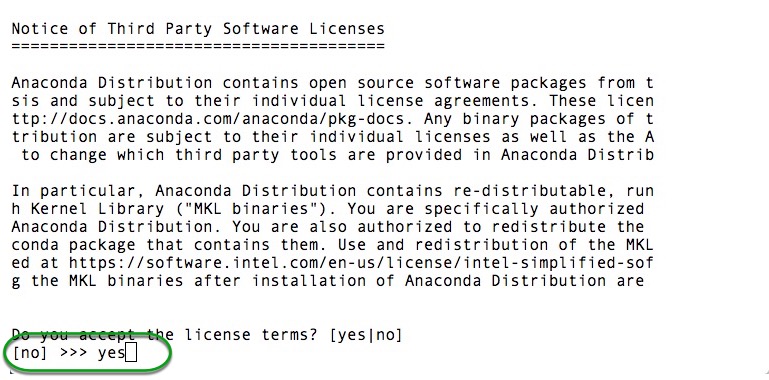 Notice of Third Party Software Licenses
=======================================
Anaconda Distribution contains open source software packages from t
sis and subject to their individual license agreements. These licen
ttp://docs.anaconda.com/anaconda/pkg-docs. Any binary packages of t
tribution are subject to their individual licenses as well as the A
to change which third party tools are provided in Anaconda Distrib
In particular, Anaconda Distribution contains re-distributable, run
h Kernel Library ("MKL binaries"). You are specifically authorized
Anaconda Distribution. You are also authorized to redistribute the
conda package that contains them. Use and redistribution of the MKL
ed at https://software.intel.com/en-us/license/intel-simplified-sof
g the MKL binaries after installation of Anaconda Distribution are
Do you accept the license terms? [yes|no]
[no] >>> yes